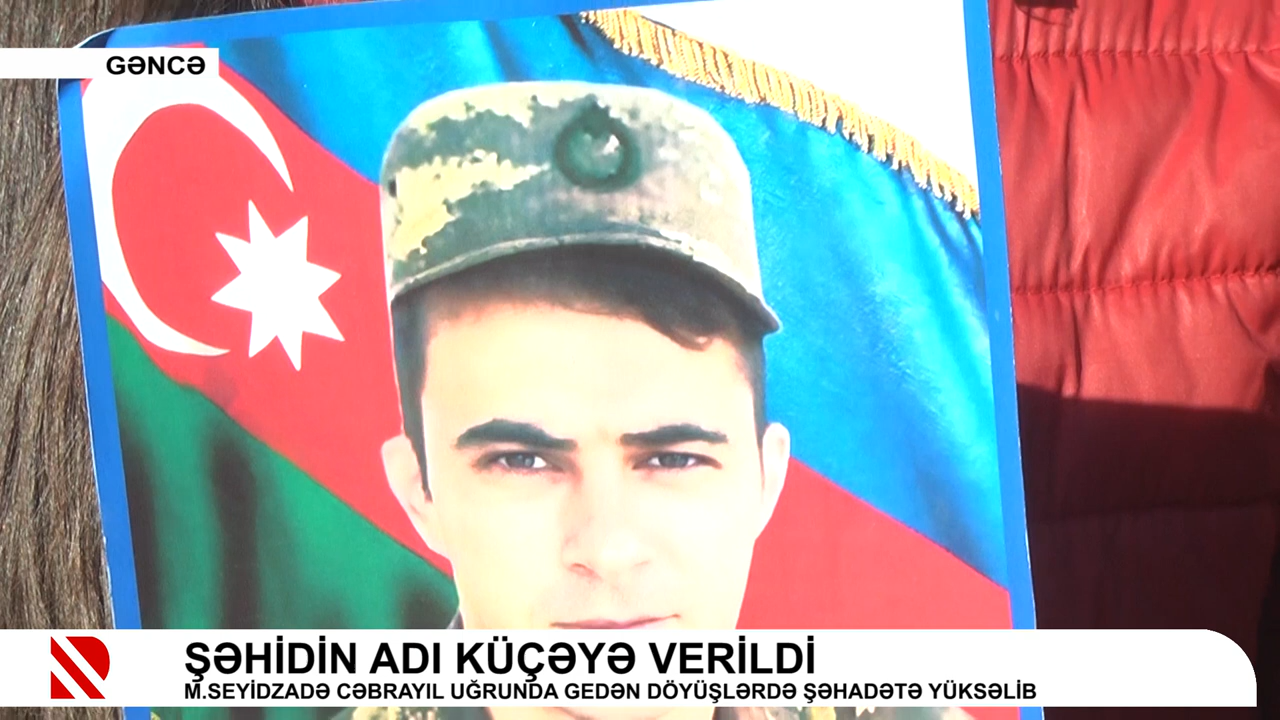 GƏNCƏ
ŞƏHİDİN ADI KÜÇƏYƏ VERİLDİ
M.SEYİDZADƏ CƏBRAYIL UĞRUNDA GEDƏN DÖYÜŞLƏRDƏ ŞƏHADƏTƏ YÜKSƏLİB